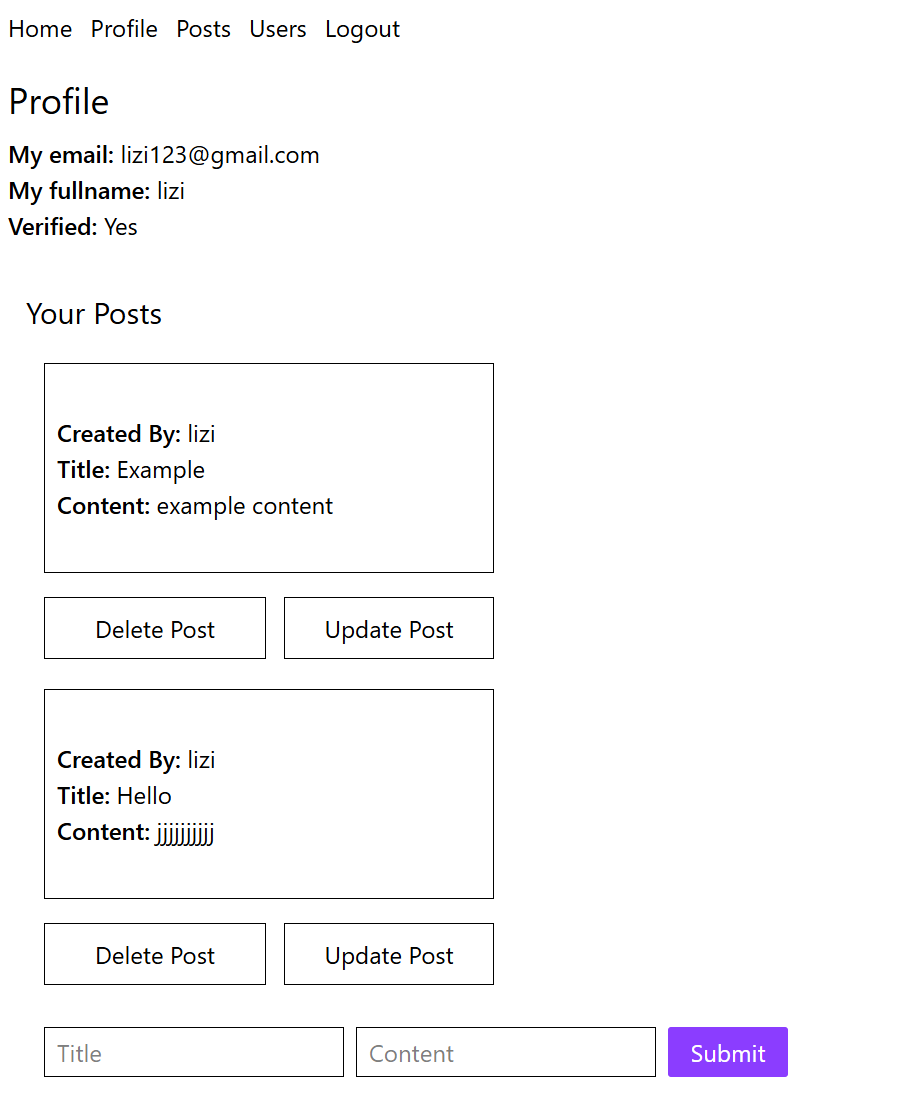 Home Profile Posts Users Logout
Profile
My email: lizi123@gmail.com
My fullname: lizi
Verified: Yes
Your Posts
Created By: lizi
Title: Example
Content: example content
Delete Post Update Post
Created By: lizi
Title: Hello
Content: jjjjjjjjjj
Delete Post Update Post
Title Content Submit